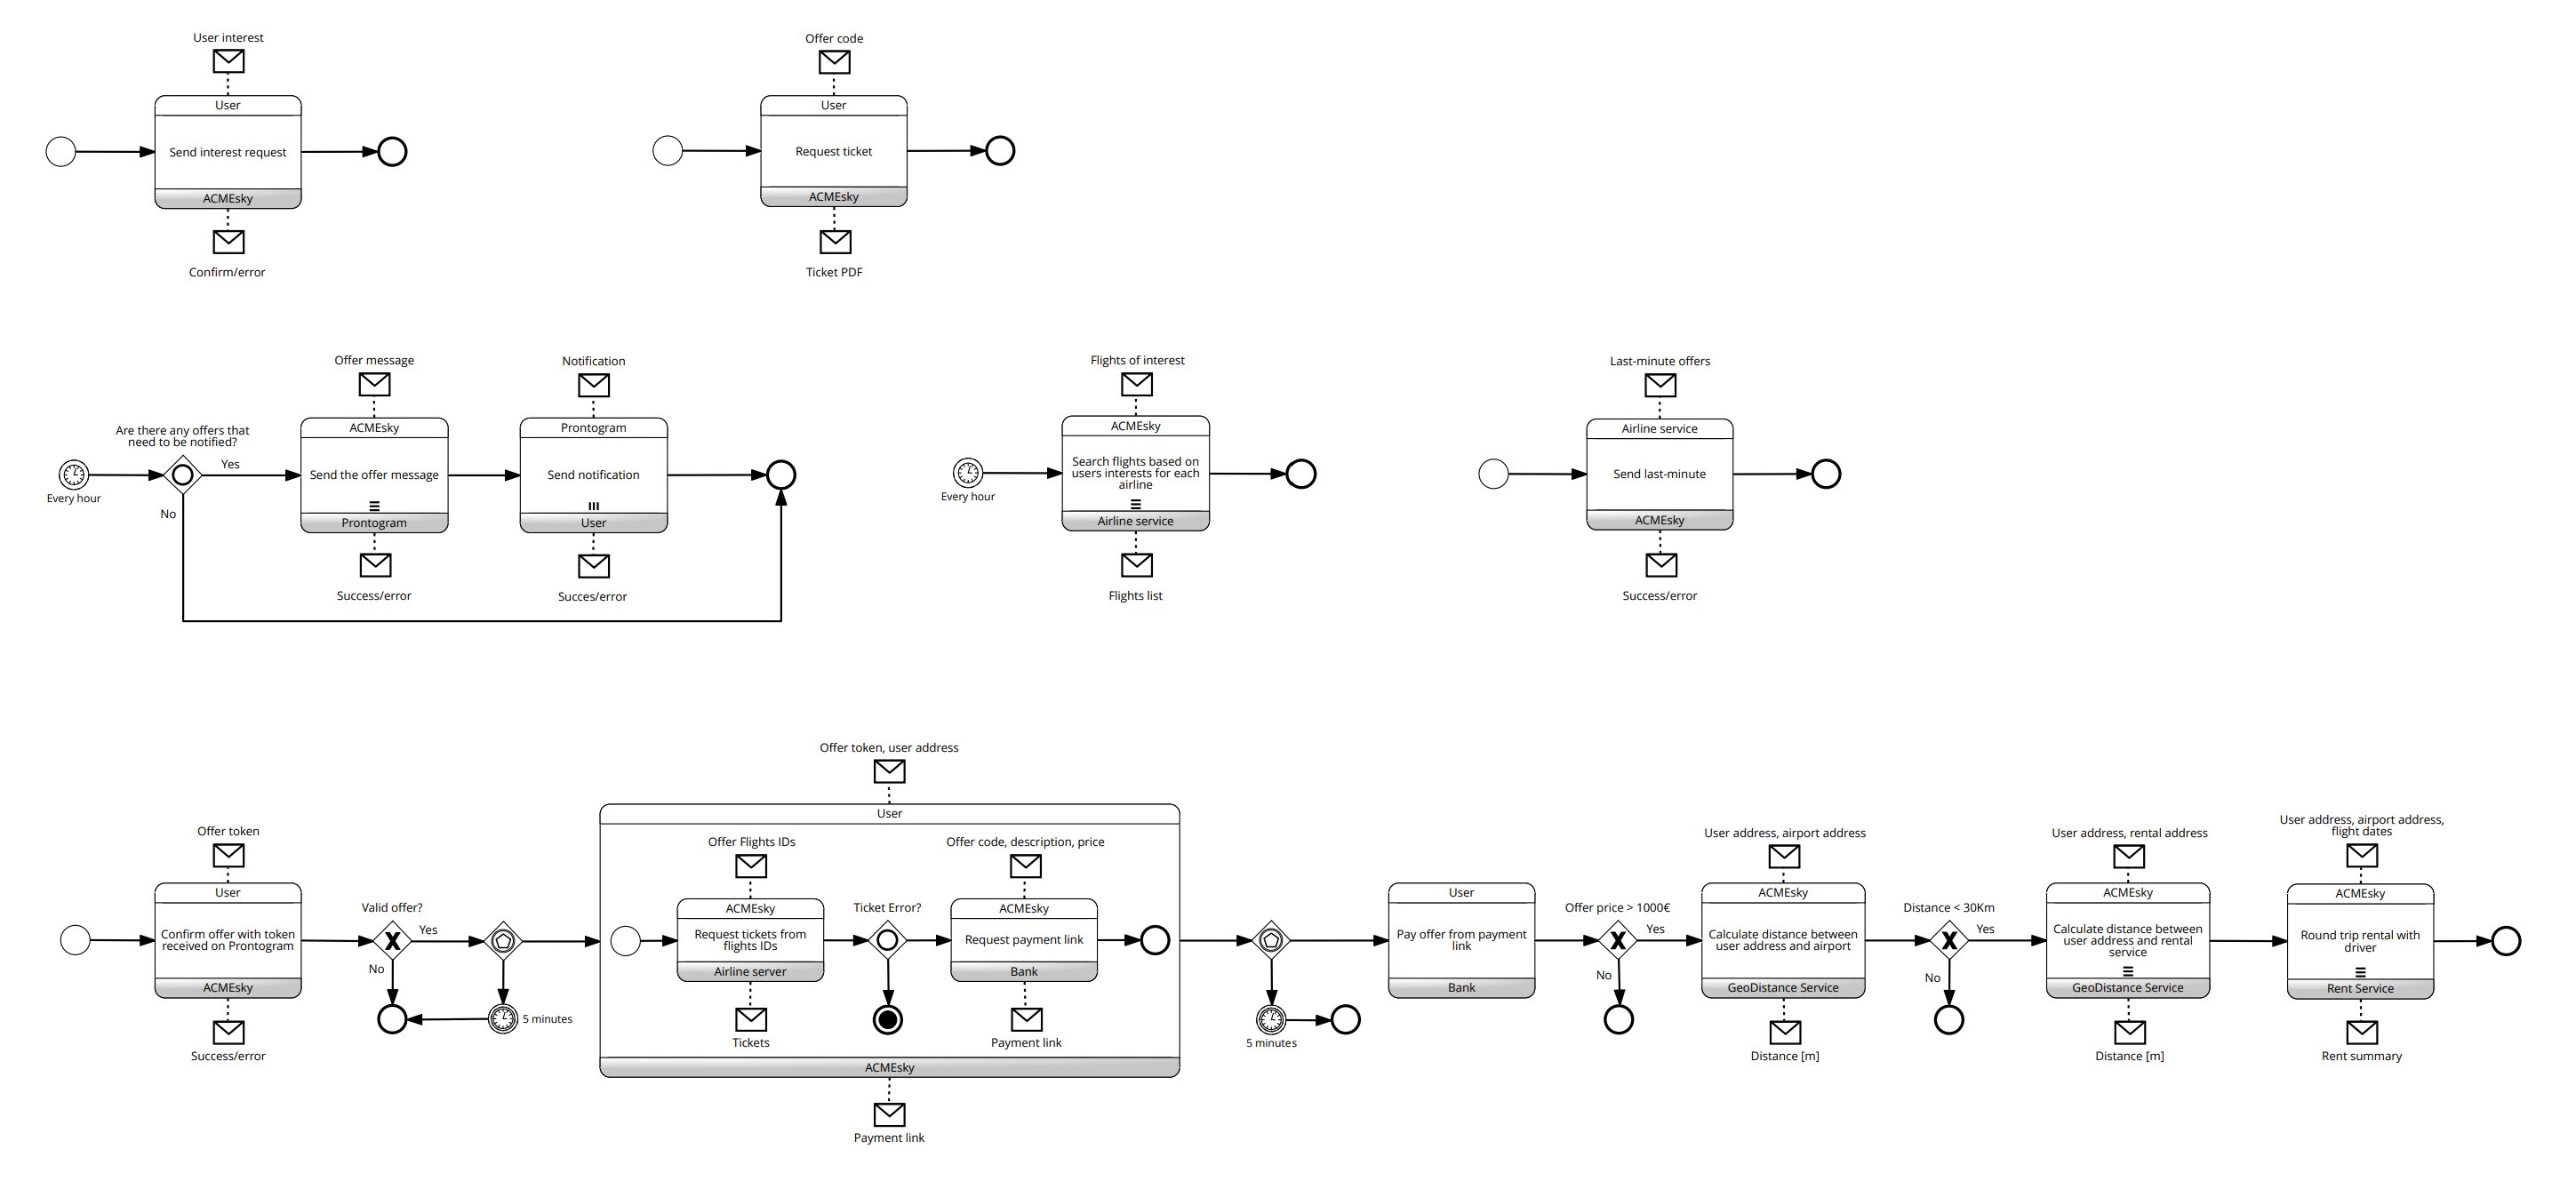 User interest
User
Send interest request
ACMEsky
Confirm/error
Offer code
User
Request ticket
ACMEsky
Ticket PDF
Every hour
Are there any offers that
need to be notified?
Yes
No
Offer message
ACMEsky
Send the offer message
Prontogram
Success/error
Notification
Prontogram
Send notification
User
Succes/error
Every hour
Flights of interest
ACMEsky
Search flights based on
users interests for each
airline
Airline service
Flights list
Last-minute offers
Airline service
Send last-minute
ACMEsky
Success/error
Offer token
User
Confirm offer with token
received on Prontogram
ACMEsky
Success/error
Valid offer?
Yes
No
5 minutes
Offer token, user address
User
Offer Flights IDs
ACMEsky
Request tickets from
flights IDs
Airline server
Tickets
Ticket Error?
Offer code, description, price
ACMEsky
Request payment link
Bank
Payment link
ACMEsky
Payment link
5 minutes
User
Pay offer from payment
link
Bank
Offer price > 1000€
Yes
No
User address, airport address
ACMEsky
Calculate distance between
user address and airport
GeoDistance Service
Distance [m]
Distance < 30Km
Yes
No
User address, rental address
ACMEsky
Calculate distance between
user address and rental
service
GeoDistance Service
Distance [m]
User address, airport address,
flight dates
ACMEsky
Round trip rental with
driver
Rent Service
Rent summary